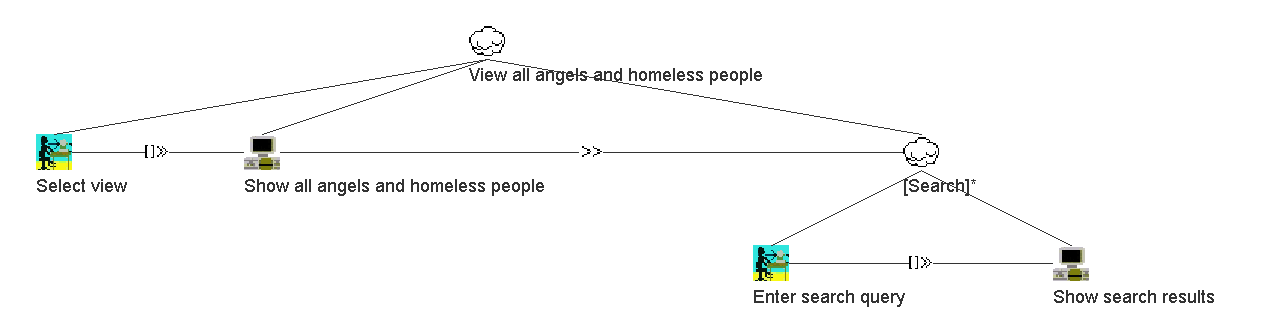 View all angels and homeless people
[]>> >>
Select view
Show all angels and homeless people
[Search]*
[]>>
Enter search query
Show search results